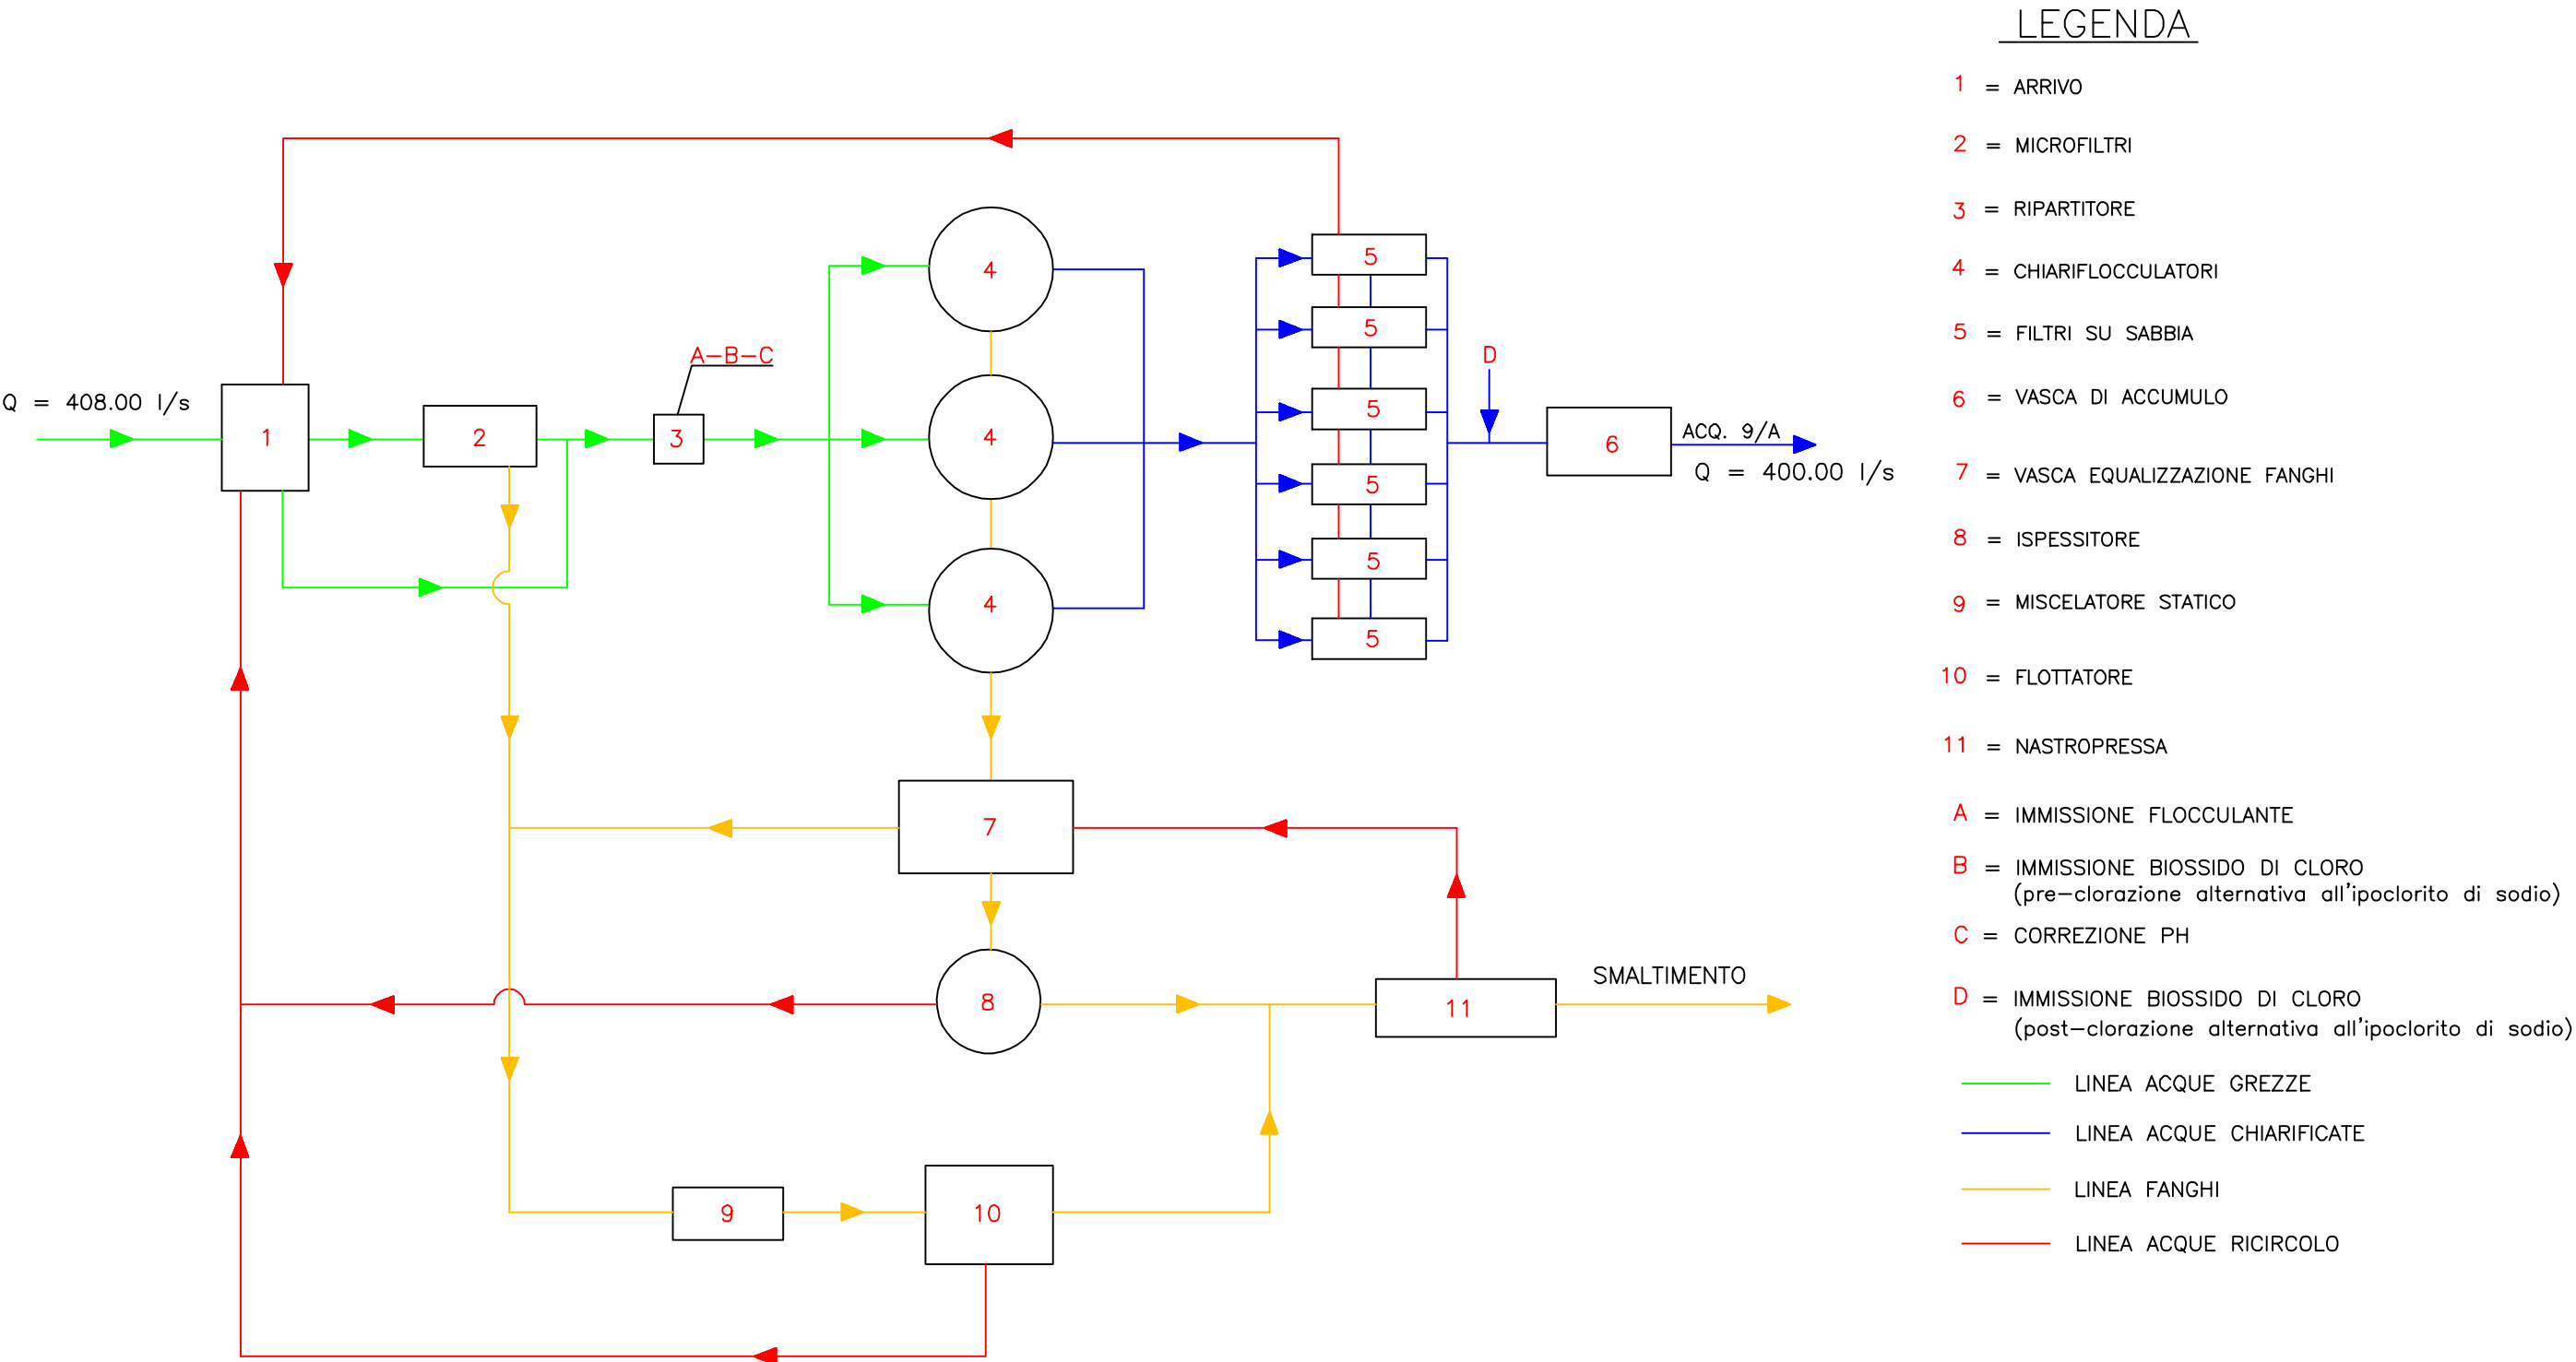 LEGENDA
1 = ARRIVO
2 = MICROFILTRI
3 = RIPARTITORE
4 = CHIARIFLOCCULATORI
5 = FILTRI SU SABBIA
6 = VASCA DI ACCUMULO
7 = VASCA EQUALIZZAZIONE FANGHI
8 = ISPESSITORE
9 = MISCELATORE STATICO
10 = FLOTTATORE
11 = NASTROPRESSA
A = IMMISSIONE FLOCCULANTE
B = IMMISSIONE BIOSSIDO DI CLORO
(pre-clorazione alternativa all'ipoclorito di sodio)
C = CORREZIONE PH
D = IMMISSIONE BIOSSIDO DI CLORO
(post-clorazione alternativa all'ipoclorito di sodio)
LINEA ACQUE GREZZE
LINEA ACQUE CHIARIFICATE
LINEA FANGHI
LINEA ACQUE RICIRCOLO
Q = 408.00 l/s
1
2
A-B-C
3
4
4
4
5
5
5
5
5
5
D
6
ACQ. 9/A
Q = 400.00 l/s
7
8
11
SMALTIMENTO
9
10